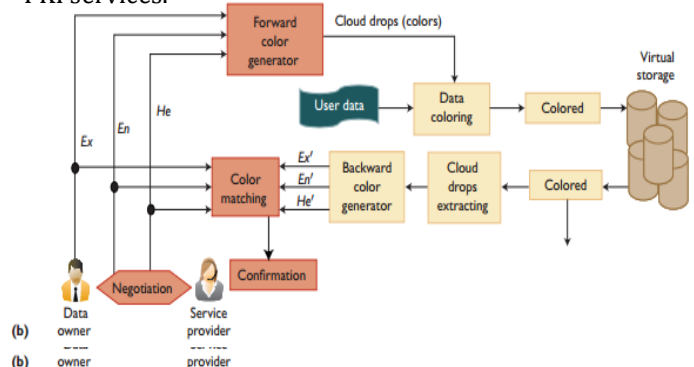 PKI services.
Forward
color
generator
Cloud drops (colors)
Virtual
storage
User data
Data
coloring
Colored
Ex
En
He
Color
matching
Ex'
En'
He'
Backward
color
generator
Cloud
drops
extracting
Colored
Negotiation
Confirmation
Data
owner
Service
provider
(b)
(b)
owner
provider